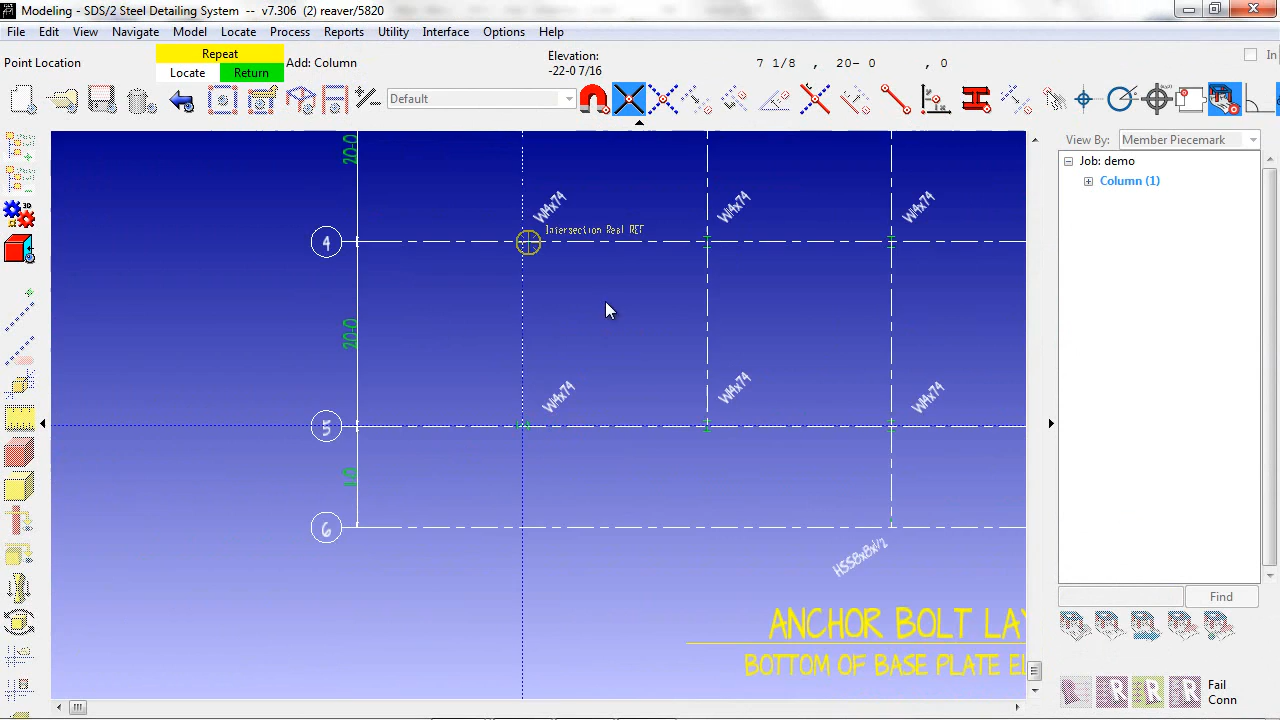 Modeling - SDS/2 Steel Detailing System -- v7.306 (2) reaver/5820
File Edit View Navigate Model Locate Process Reports Utility Interface Options Help
Point Location
Repeat
Locate Return
Add: Column
Elevation:
-22-0 7/16
7 1/8 , 20- 0 , 0
In
Default
View By: Member Piecemark
Job: demo
Column (1)
20-0
W14x74 W14x74 W14x74
Intersection Real REF
4
20-0
W14x74 W14x74 W14x74
5
6
HSS8x8x1/2
ANCHOR BOLT LAY
BOTTOM OF BASE PLATE EL
Find
Fail
Conn